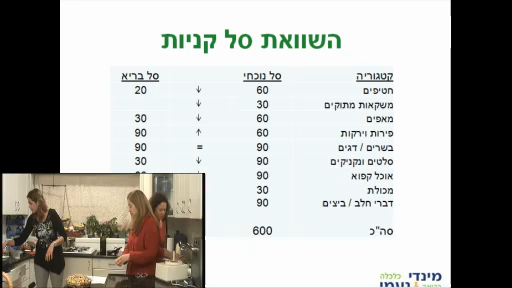 השוואת סל קניות
קטגוריה סל נוכחי סל בריא
חטיפים 60 ↓ 20
משקאות מתוקים 30 ↓
מאפים 60 ↓ 30
פירות וירקות 60 ↑ 90
בשרים / דגים 90 = 90
סלטים ונקניקים 90 ↓ 30
אוכל קפוא 90
מכולת 30
דברי חלב / ביצים 90
סה"כ 600
מינדי כלכלה
נעמי